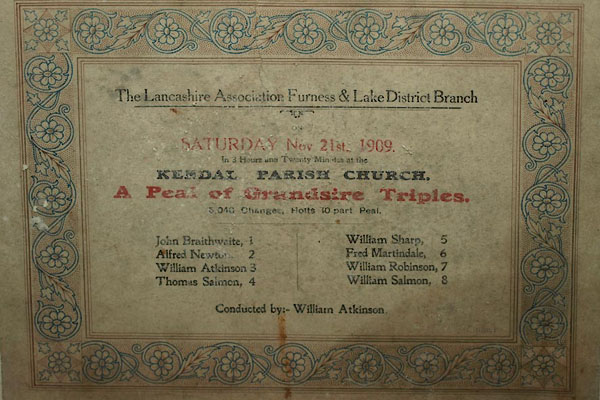 The Lancashire Association Furness & Lake District Branch
ON
SATURDAY Nov 21st. 1909.
In 3 Hours and Twenty Minutes at the
KENDAL PARISH CHURCH,
A Peal of Grandsire Triples.
5,040 Changes, Holts 10 part Peal.
John Braithwaite, 1
Alfred Newton, 2
William Atkinson 3
Thomas Salmon, 4
William Sharp, 5
Fred Martindale, 6
William Robinson, 7
William Salmon, 8
Conducted by:- William Atkinson.